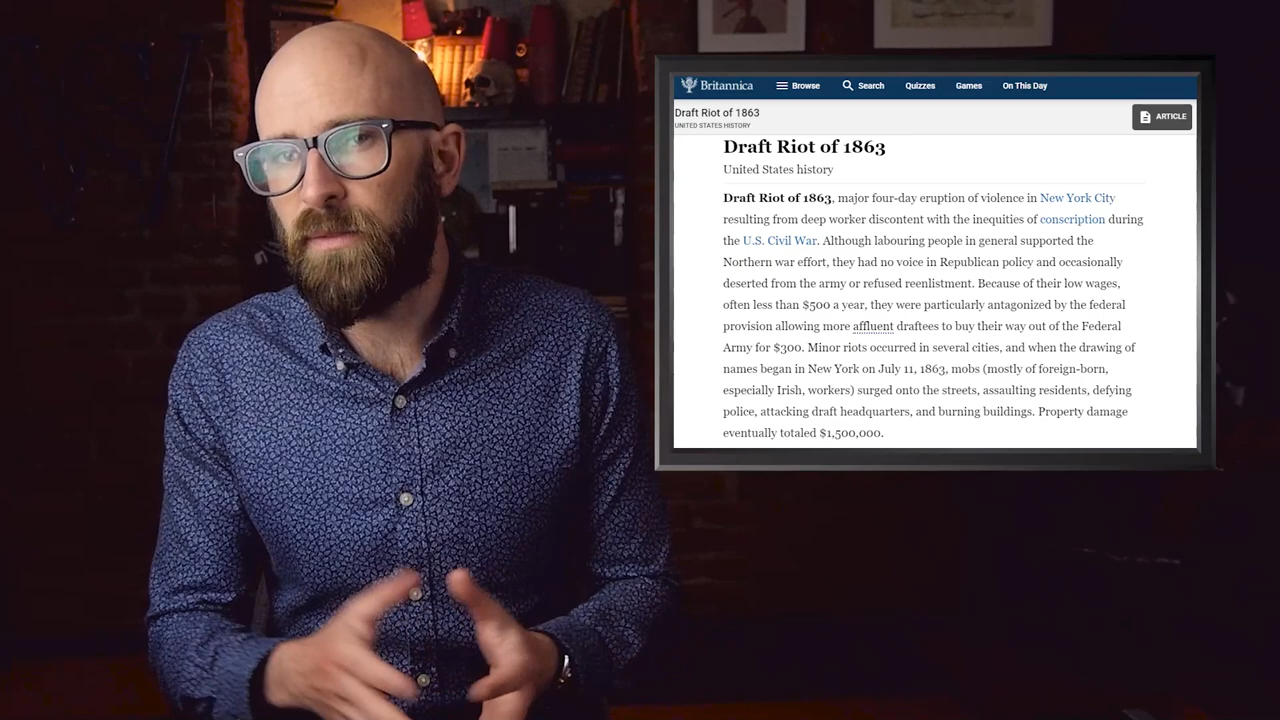 Britannica Browse Search Quizzes Games On This Day
Draft Riot of 1863
UNITED STATES HISTORY
ARTICLE
Draft Riot of 1863
United States history
Draft Riot of 1863, major four-day eruption of violence in New York City
resulting from deep worker discontent with the inequities of conscription during
the U.S. Civil War. Although labouring people in general supported the
Northern war effort, they had no voice in Republican policy and occasionally
deserted from the army or refused reenlistment. Because of their low wages,
often less than $500 a year, they were particularly antagonized by the federal
provision allowing more affluent draftees to buy their way out of the Federal
Army for $300. Minor riots occurred in several cities, and when the drawing of
names began in New York on July 11, 1863, mobs (mostly of foreign-born,
especially Irish, workers) surged onto the streets, assaulting residents, defying
police, attacking draft headquarters, and burning buildings. Property damage
eventually totaled $1,500,000.